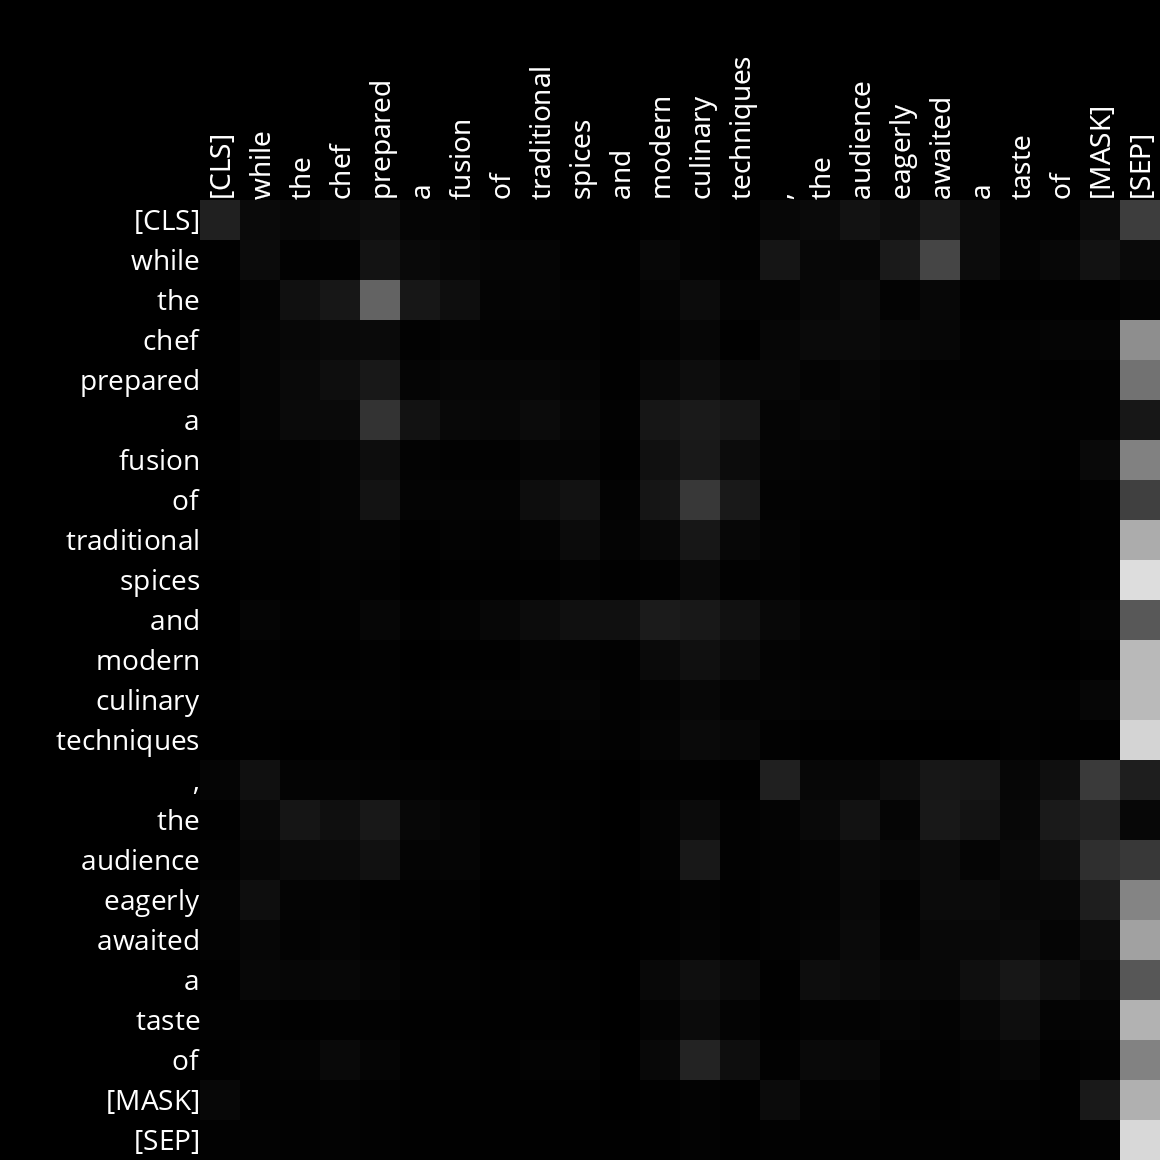 [CLS] while the chef prepared a fusion of traditional spices and modern culinary techniques , the audience eagerly awaited a taste of [MASK] [SEP]
[CLS]
while
the
chef
prepared
a
fusion
of
traditional
spices
and
modern
culinary
techniques
,
the
audience
eagerly
awaited
a
taste
of
[MASK]
[SEP]